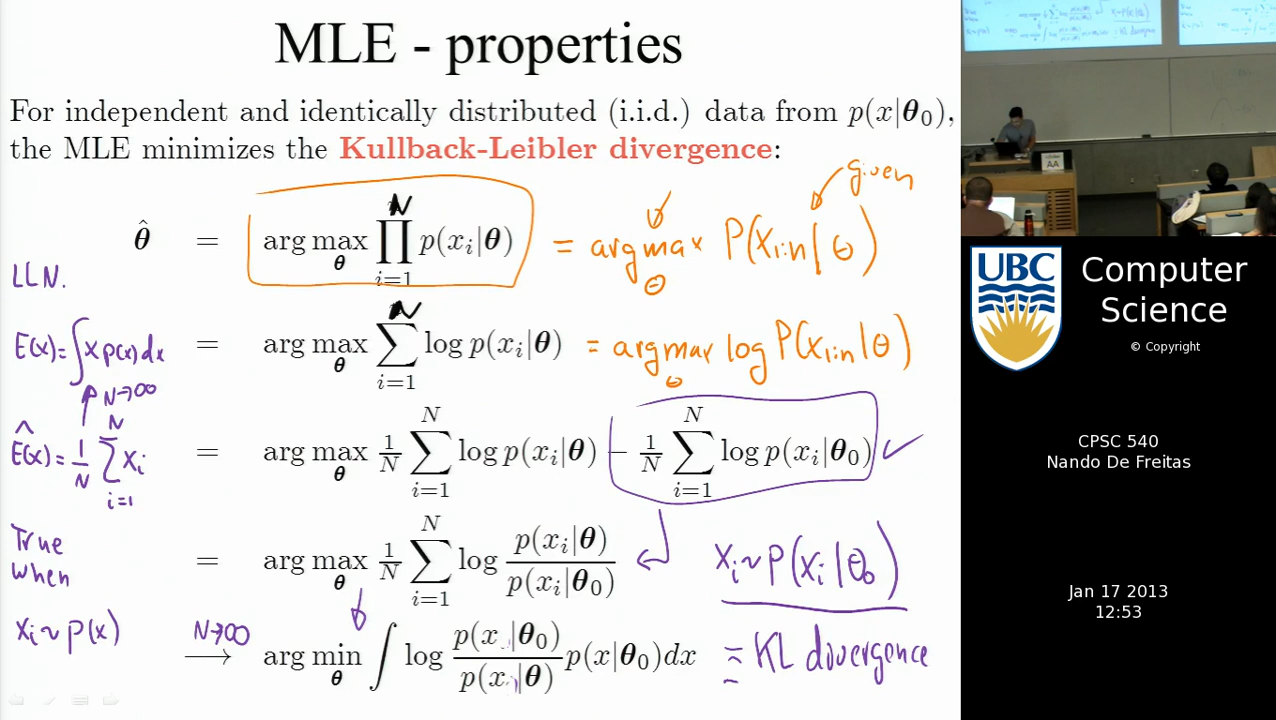 MLE - properties
For independent and identically distributed (i.i.d.) data from p(x|θ₀),
the MLE minimizes the Kullback-Leibler divergence:
given
θ̂ = arg max_θ ∏_{i=1}^{N} p(x_i|θ) = argmax_θ P(x_{1:n}|θ)
LLN.
E(x)=∫x p(x)dx = arg max_θ ∑_{i=1}^{N} log p(x_i|θ) = argmax_θ log P(x_{1:n}|θ)
N→∞
Ê(x)=1/N ∑_{i=1}^{N} x_i = arg max_θ 1/N ∑_{i=1}^{N} log p(x_i|θ) − 1/N ∑_{i=1}^{N} log p(x_i|θ₀)
True
when = arg max_θ 1/N ∑_{i=1}^{N} log p(x_i|θ)/p(x_i|θ₀) x_i~P(x_i|θ₀)
x_i~p(x) N→∞ ⟶ arg min_θ ∫ log p(x|θ₀)/p(x|θ) p(x|θ₀)dx = KL divergence
AA
UBC
Computer
Science
© Copyright
CPSC 540
Nando De Freitas
Jan 17 2013
12:53